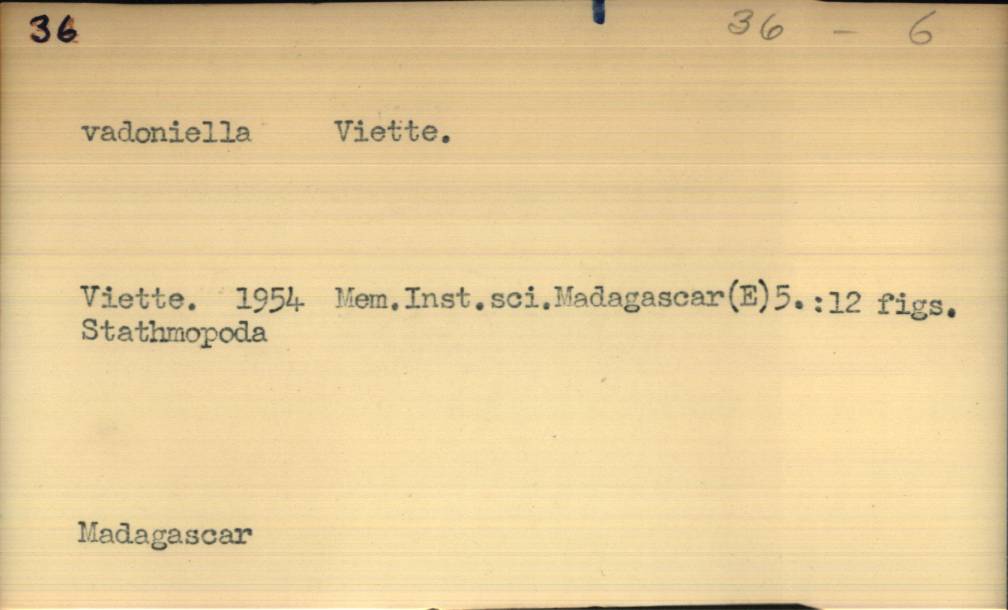 36 36 - 6
vadoniella Viette.
Viette. 1954 Mem.Inst.sci.Madagascar(E)5.:12 figs.
Stathmopoda
Madagascar